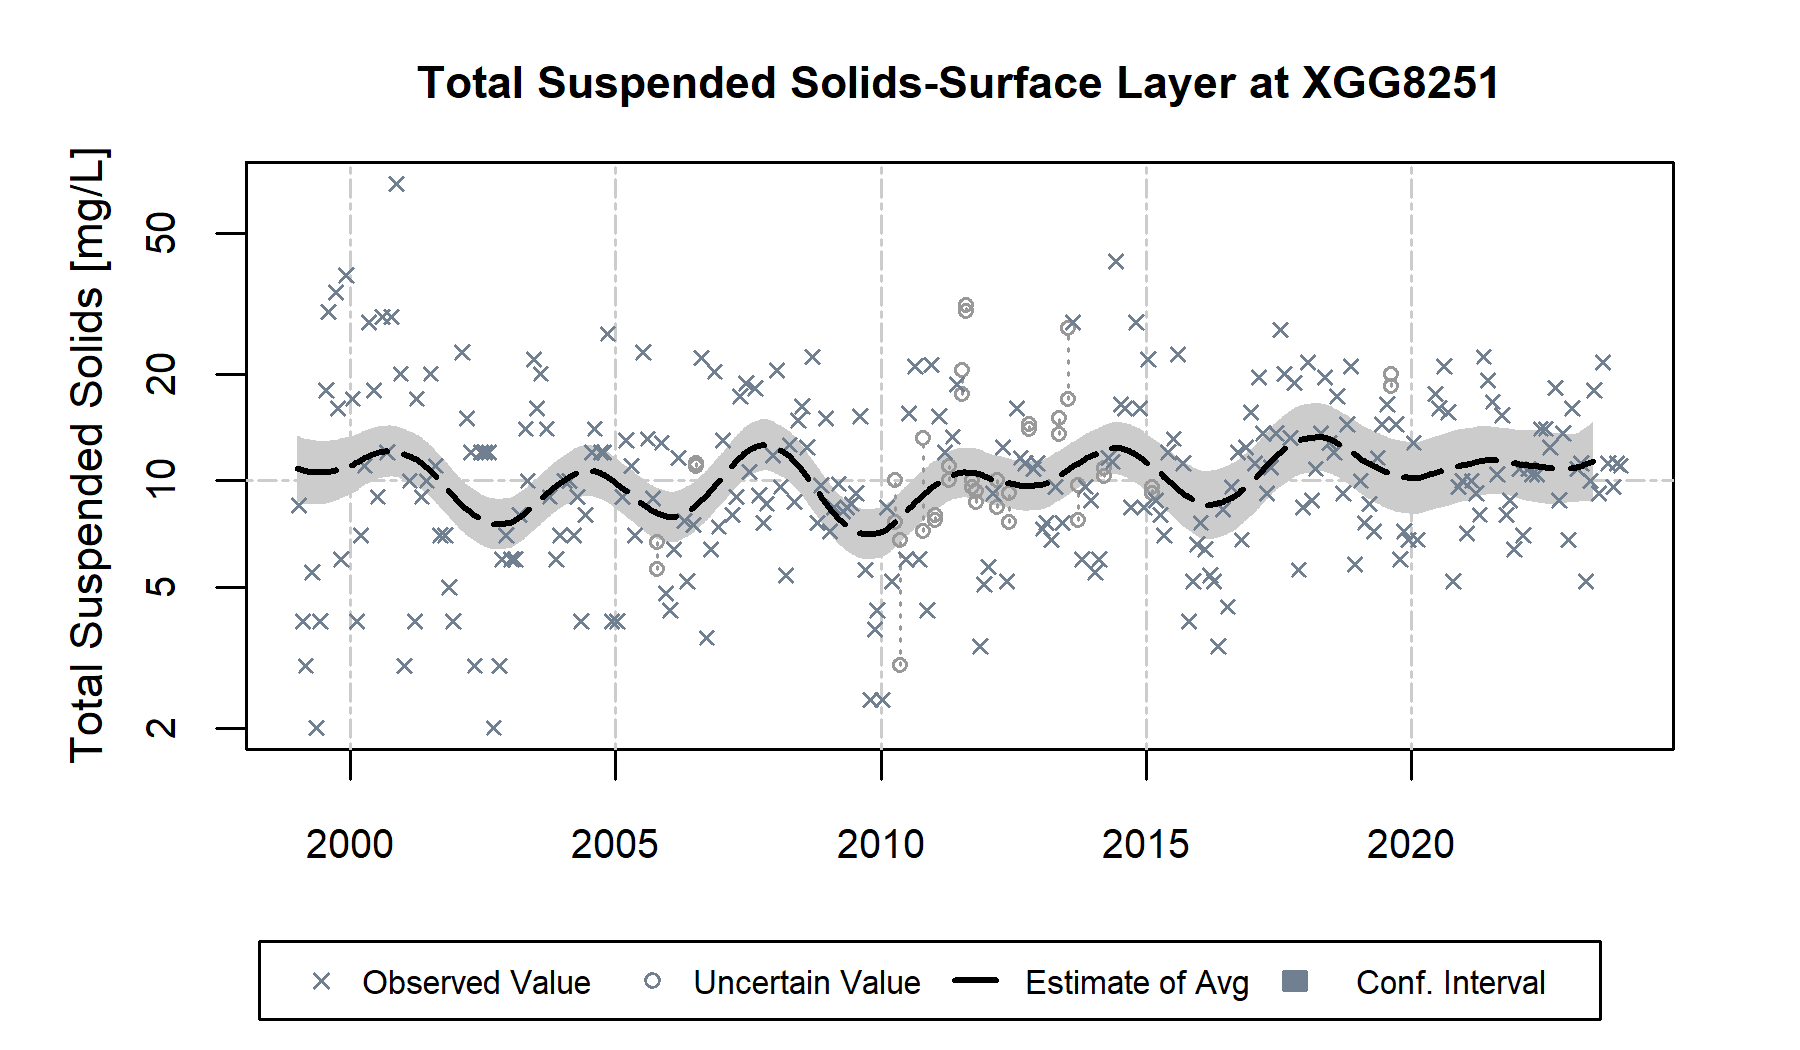 Total Suspended Solids-Surface Layer at XGG8251
Total Suspended Solids [mg/L]
50
20
10
5
2
2000 2005 2010 2015 2020
Observed Value Uncertain Value Estimate of Avg Conf. Interval